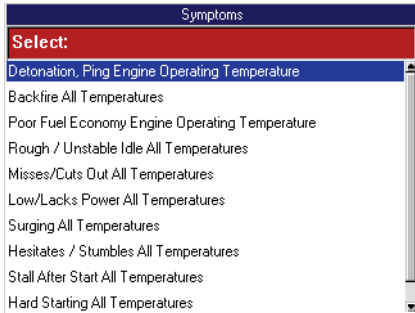 Symptoms
Select:
Detonation, Ping Engine Operating Temperature
Backfire All Temperatures
Poor Fuel Economy Engine Operating Temperature
Rough / Unstable Idle All Temperatures
Misses/Cuts Out All Temperatures
Low/Lacks Power All Temperatures
Surging All Temperatures
Hesitates / Stumbles All Temperatures
Stall After Start All Temperatures
Hard Starting All Temperatures